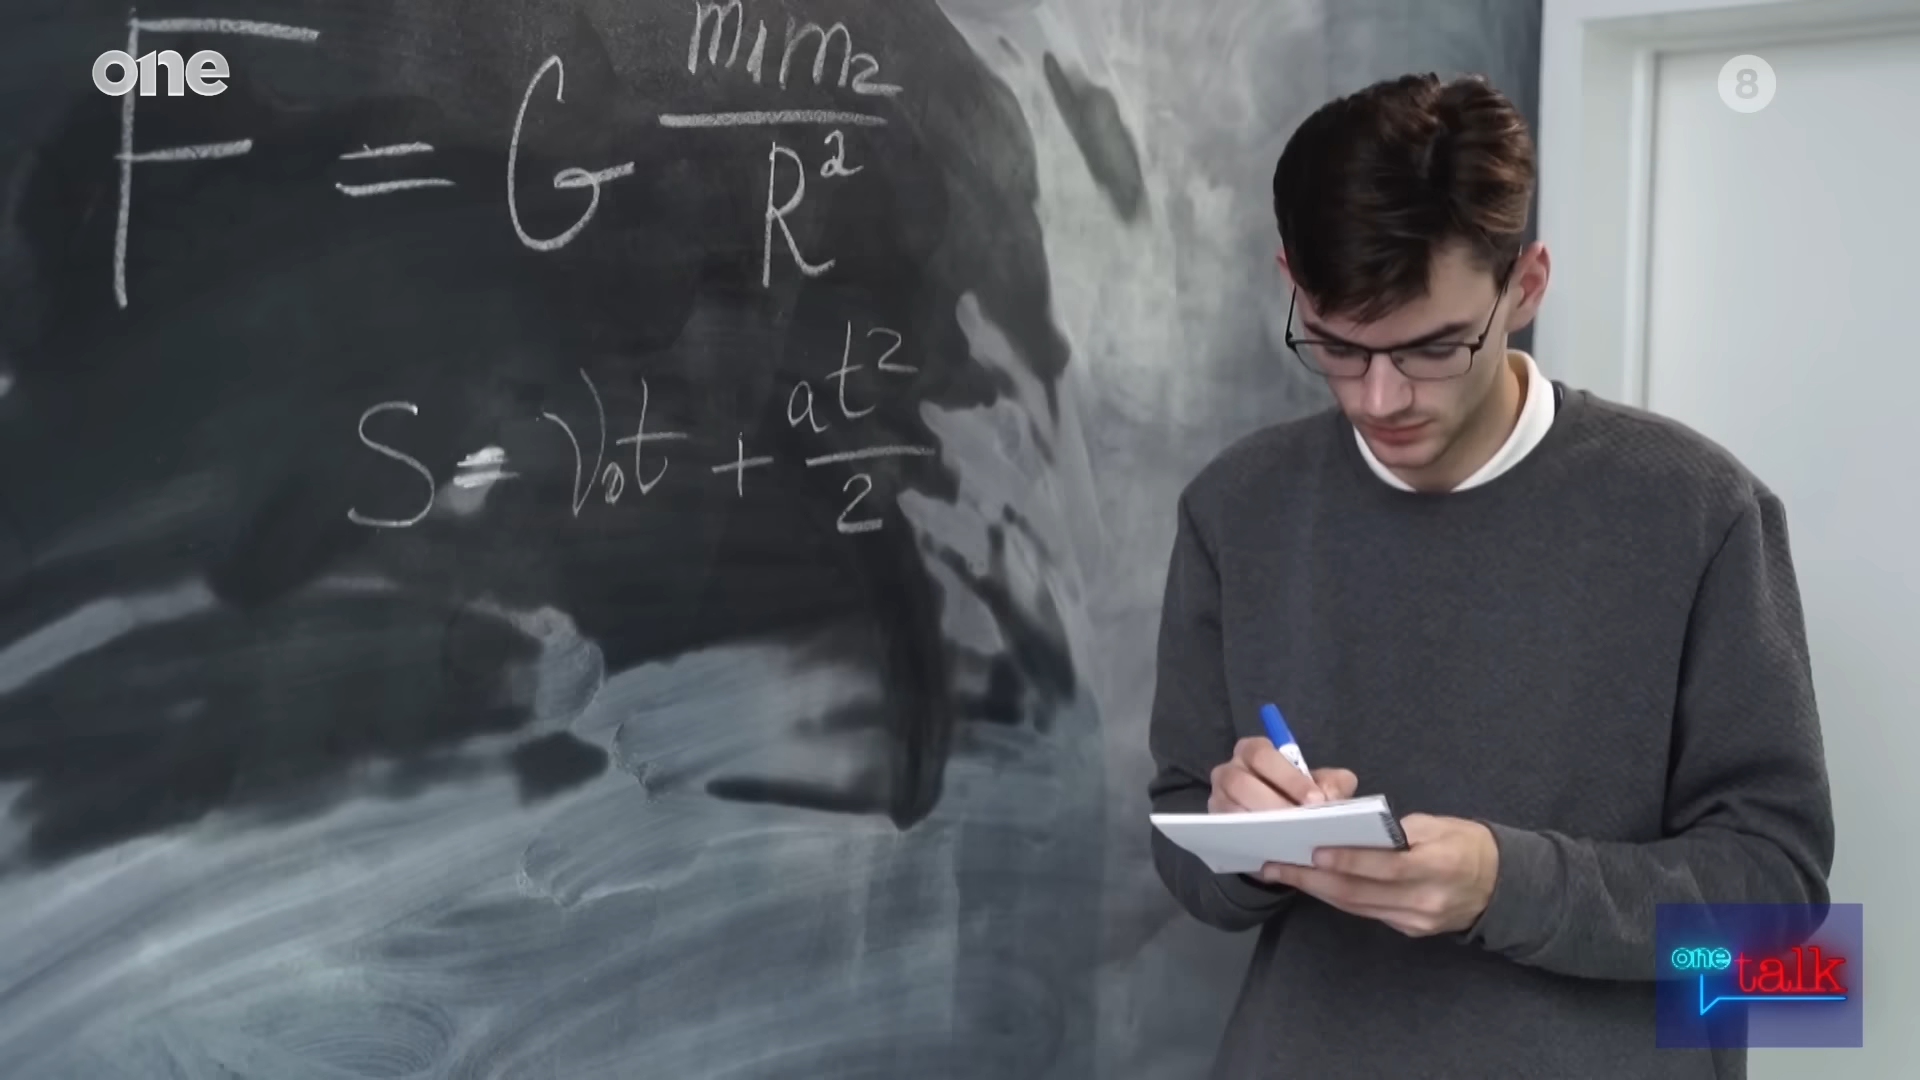 one
8
F = G m₁m₂ / R²
S = V₀t + at² / 2
one talk